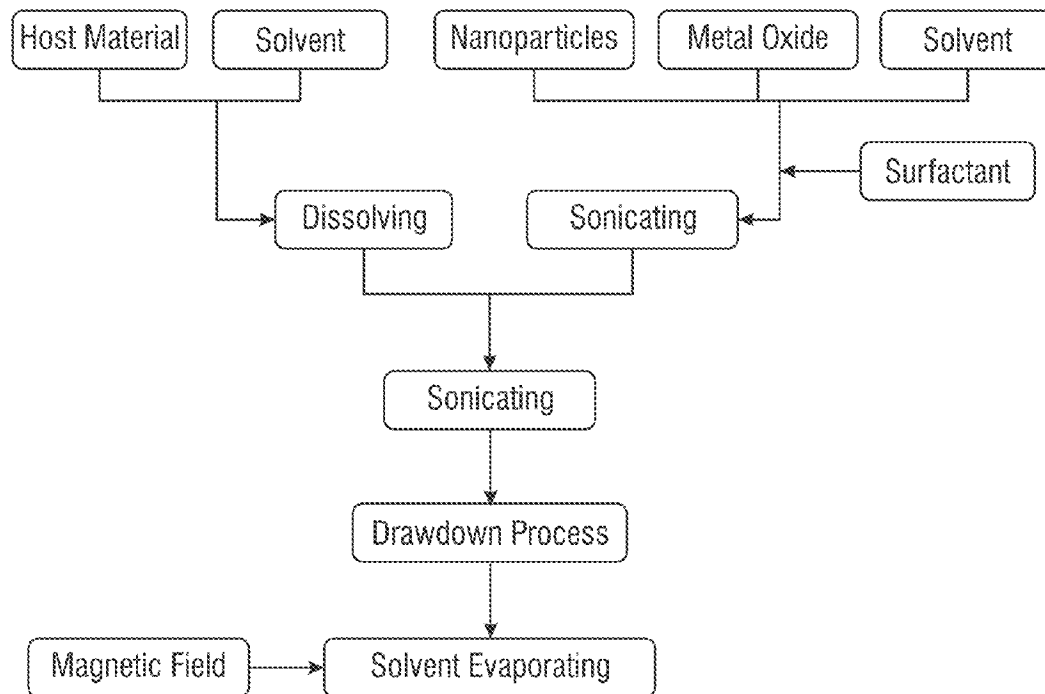 Host Material
Solvent
Nanoparticles
Metal Oxide
Solvent
Surfactant
Dissolving
Sonicating
Sonicating
Drawdown Process
Magnetic Field
Solvent Evaporating